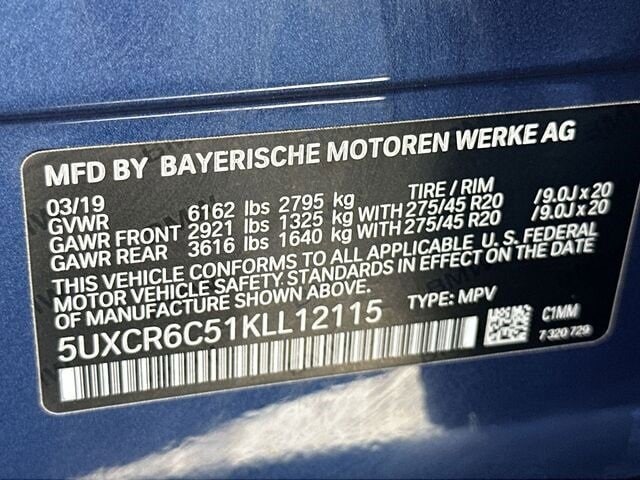 MFD BY BAYERISCHE MOTOREN WERKE AG
03/19 TIRE / RIM
GVWR 6162 lbs 2795 kg
GAWR FRONT 2921 lbs 1325 kg WITH 275/45 R20 /9.0J x 20
GAWR REAR 3616 lbs 1640 kg WITH 275/45 R20 /9.0J x 20
THIS VEHICLE CONFORMS TO ALL APPLICABLE U. S. FEDERAL
MOTOR VEHICLE SAFETY STANDARDS IN EFFECT ON THE DATE
OF MANUFACTURE SHOWN ABOVE.
TYPE: MPV
5UXCR6C51KLL12115
C1MM
7 320 729